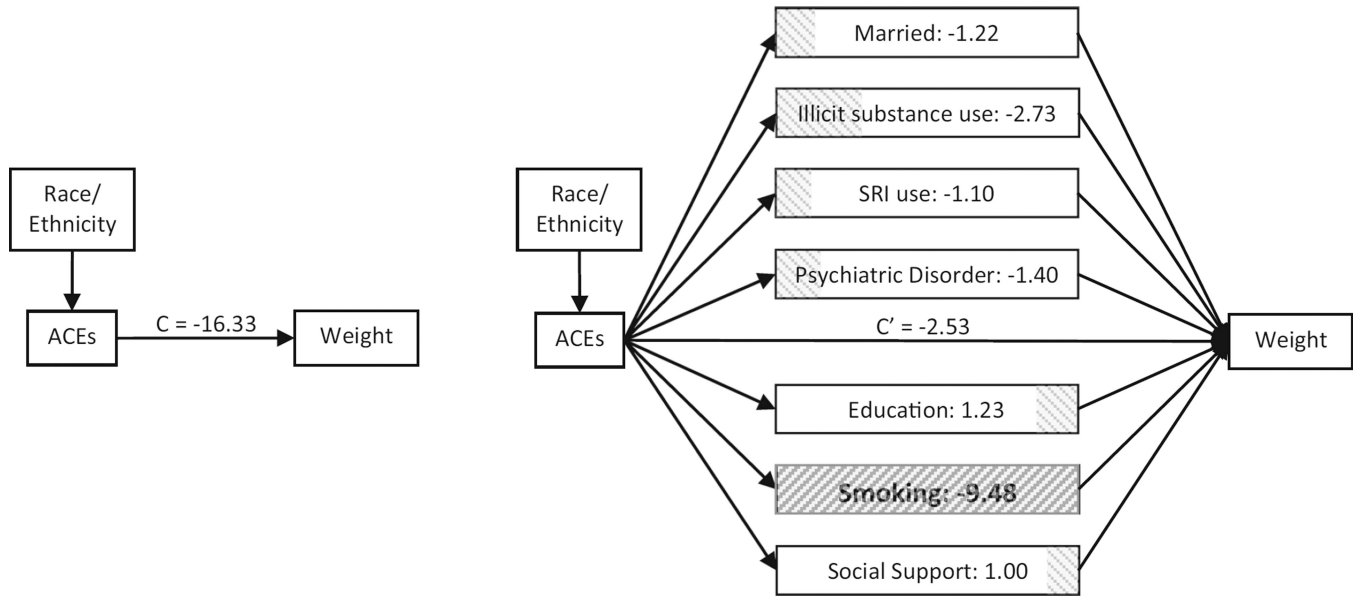 Race/
Ethnicity
ACEs
C = -16.33
Weight
Race/
Ethnicity
ACEs
Married: -1.22
Illicit substance use: -2.73
SRI use: -1.10
Psychiatric Disorder: -1.40
C’ = -2.53
Education: 1.23
Smoking: -9.48
Social Support: 1.00
Weight